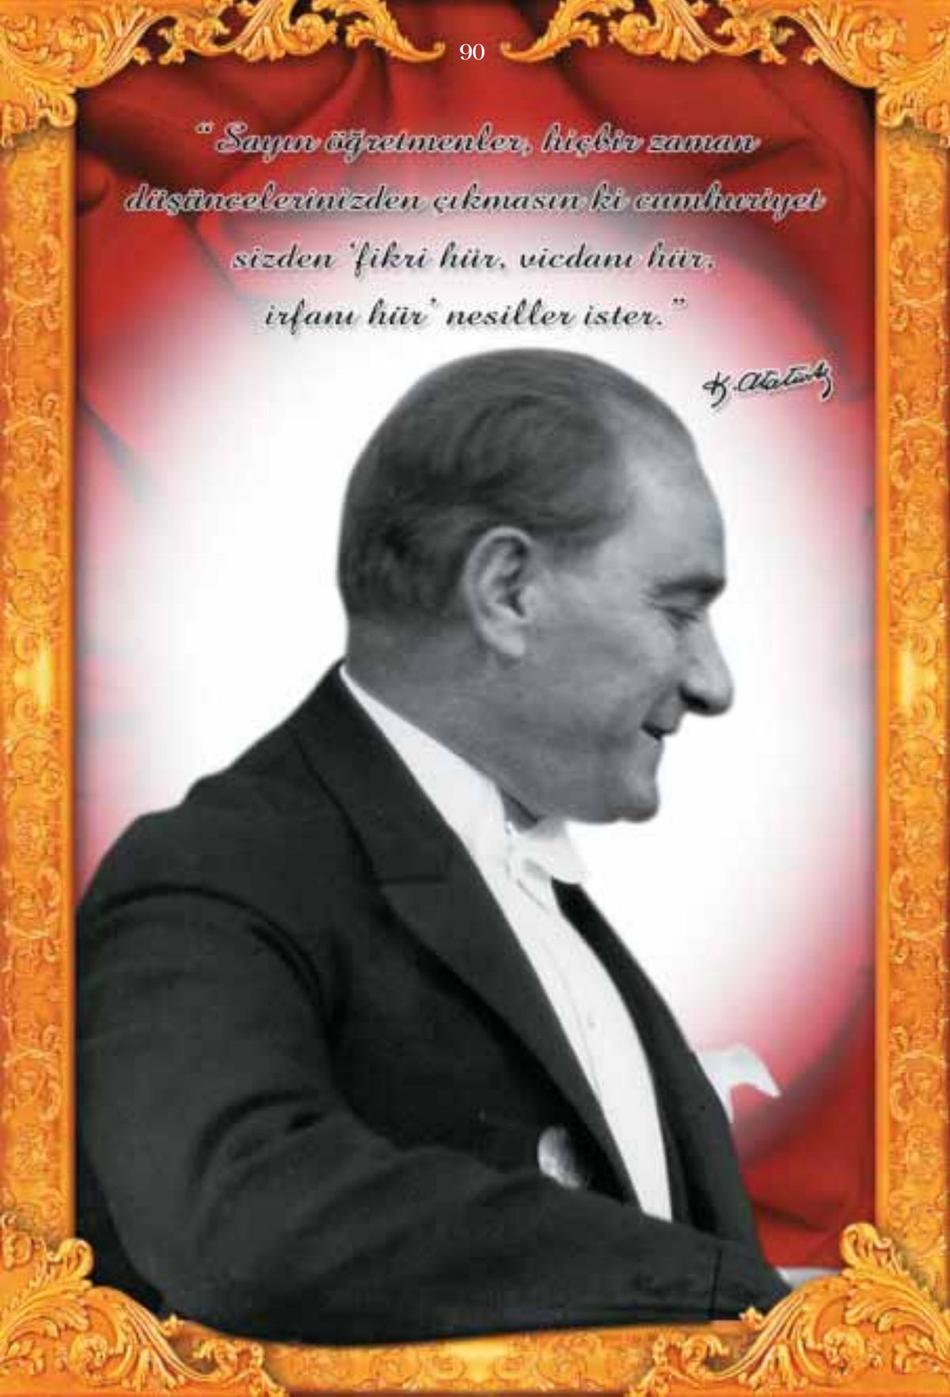 90
“Sayın öğretmenler, hiçbir zaman
düşüncelerinizden çıkmasın ki cumhuriyet
sizden ‘fikri hür, vicdanı hür,
irfanı hür’ nesiller ister.”
K. Atatürk